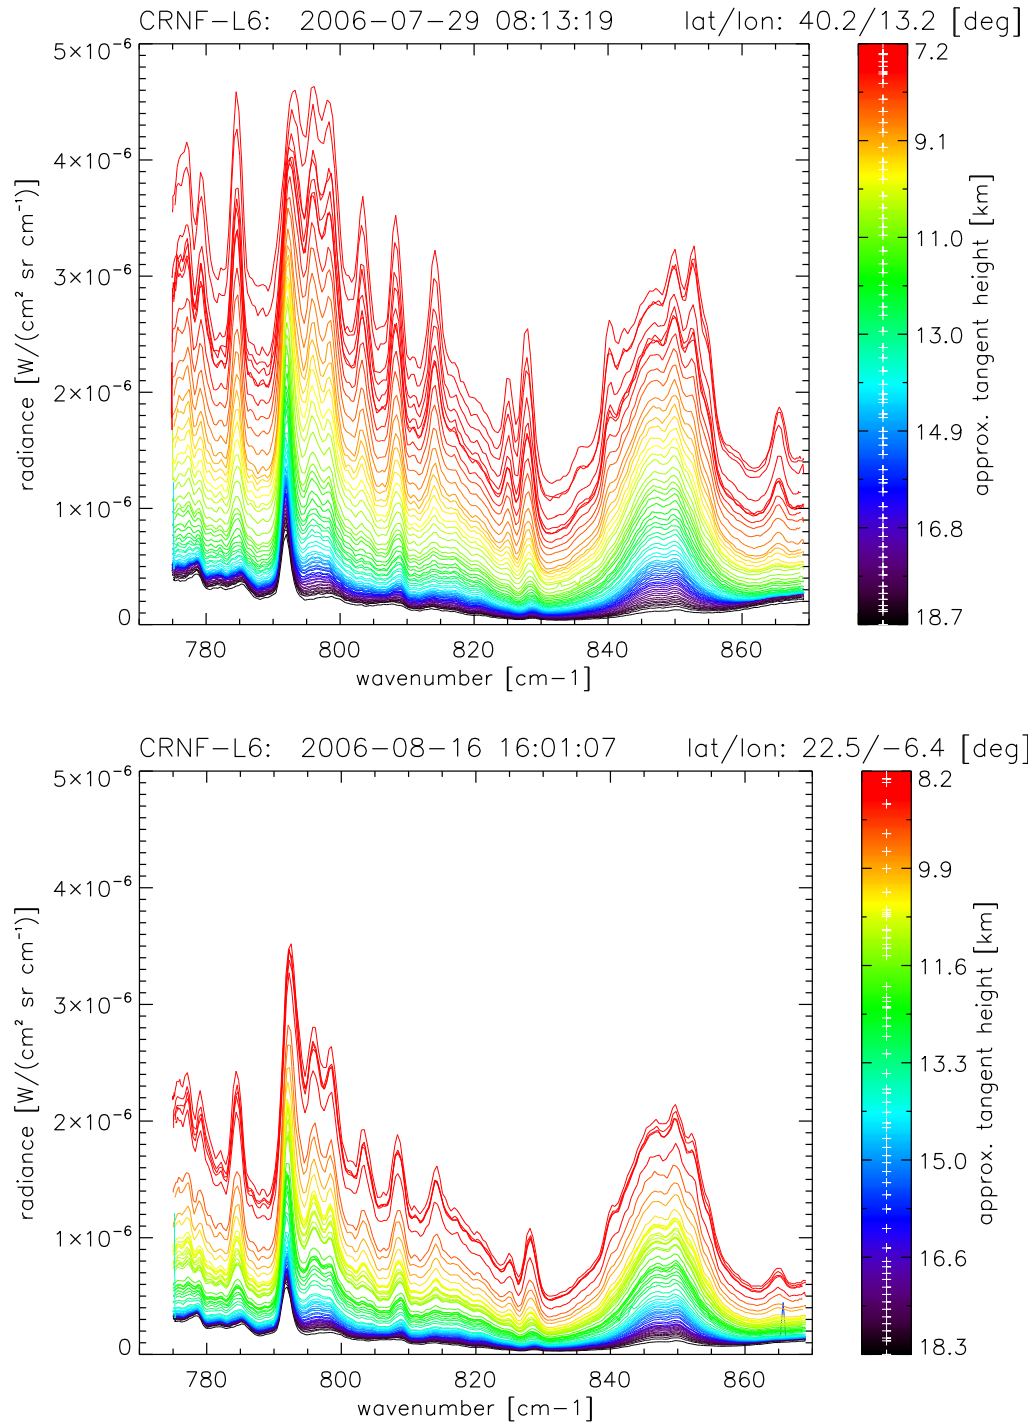 CRNF-L6: 2006-07-29 08:13:19 lat/lon: 40.2/13.2 [deg]
5×10⁻⁶
4×10⁻⁶
3×10⁻⁶
2×10⁻⁶
1×10⁻⁶
0
radiance [W/(cm² sr cm⁻¹)]
780 800 820 840 860
wavenumber [cm-1]
7.2
9.1
11.0
13.0
14.9
16.8
18.7
approx. tangent height [km]
CRNF-L6: 2006-08-16 16:01:07 lat/lon: 22.5/-6.4 [deg]
5×10⁻⁶
4×10⁻⁶
3×10⁻⁶
2×10⁻⁶
1×10⁻⁶
0
radiance [W/(cm² sr cm⁻¹)]
780 800 820 840 860
wavenumber [cm-1]
8.2
9.9
11.6
13.3
15.0
16.6
18.3
approx. tangent height [km]